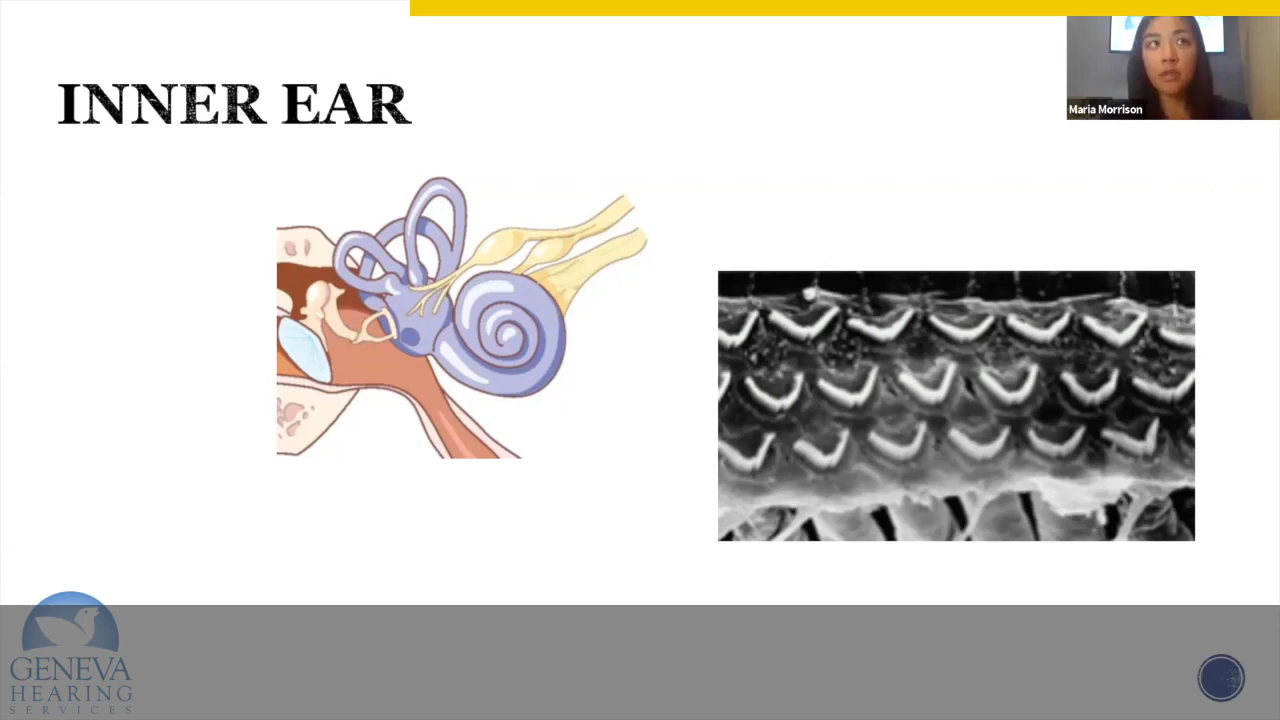 INNER EAR
Maria Morrison
GENEVA
HEARING
SERVICES